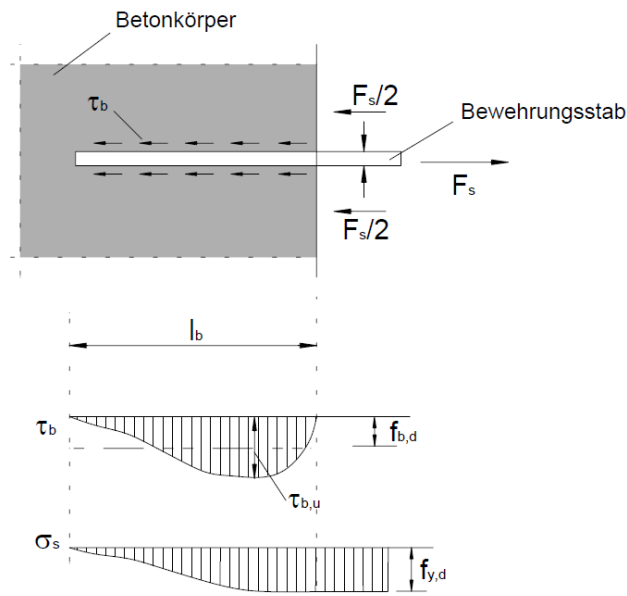 Betonkörper
τb
Fs/2
Bewehrungsstab
Fs
Fs/2
lb
τb
fb,d
τb,u
σs
fy,d